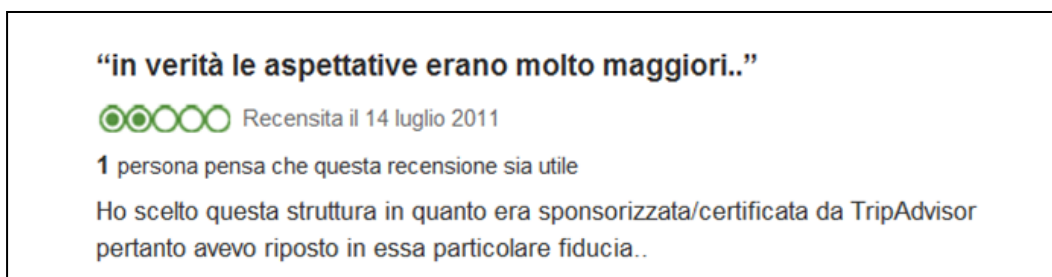 “in verità le aspettative erano molto maggiori..”
Recensita il 14 luglio 2011
1 persona pensa che questa recensione sia utile
Ho scelto questa struttura in quanto era sponsorizzata/certificata da TripAdvisor
pertanto avevo riposto in essa particolare fiducia..